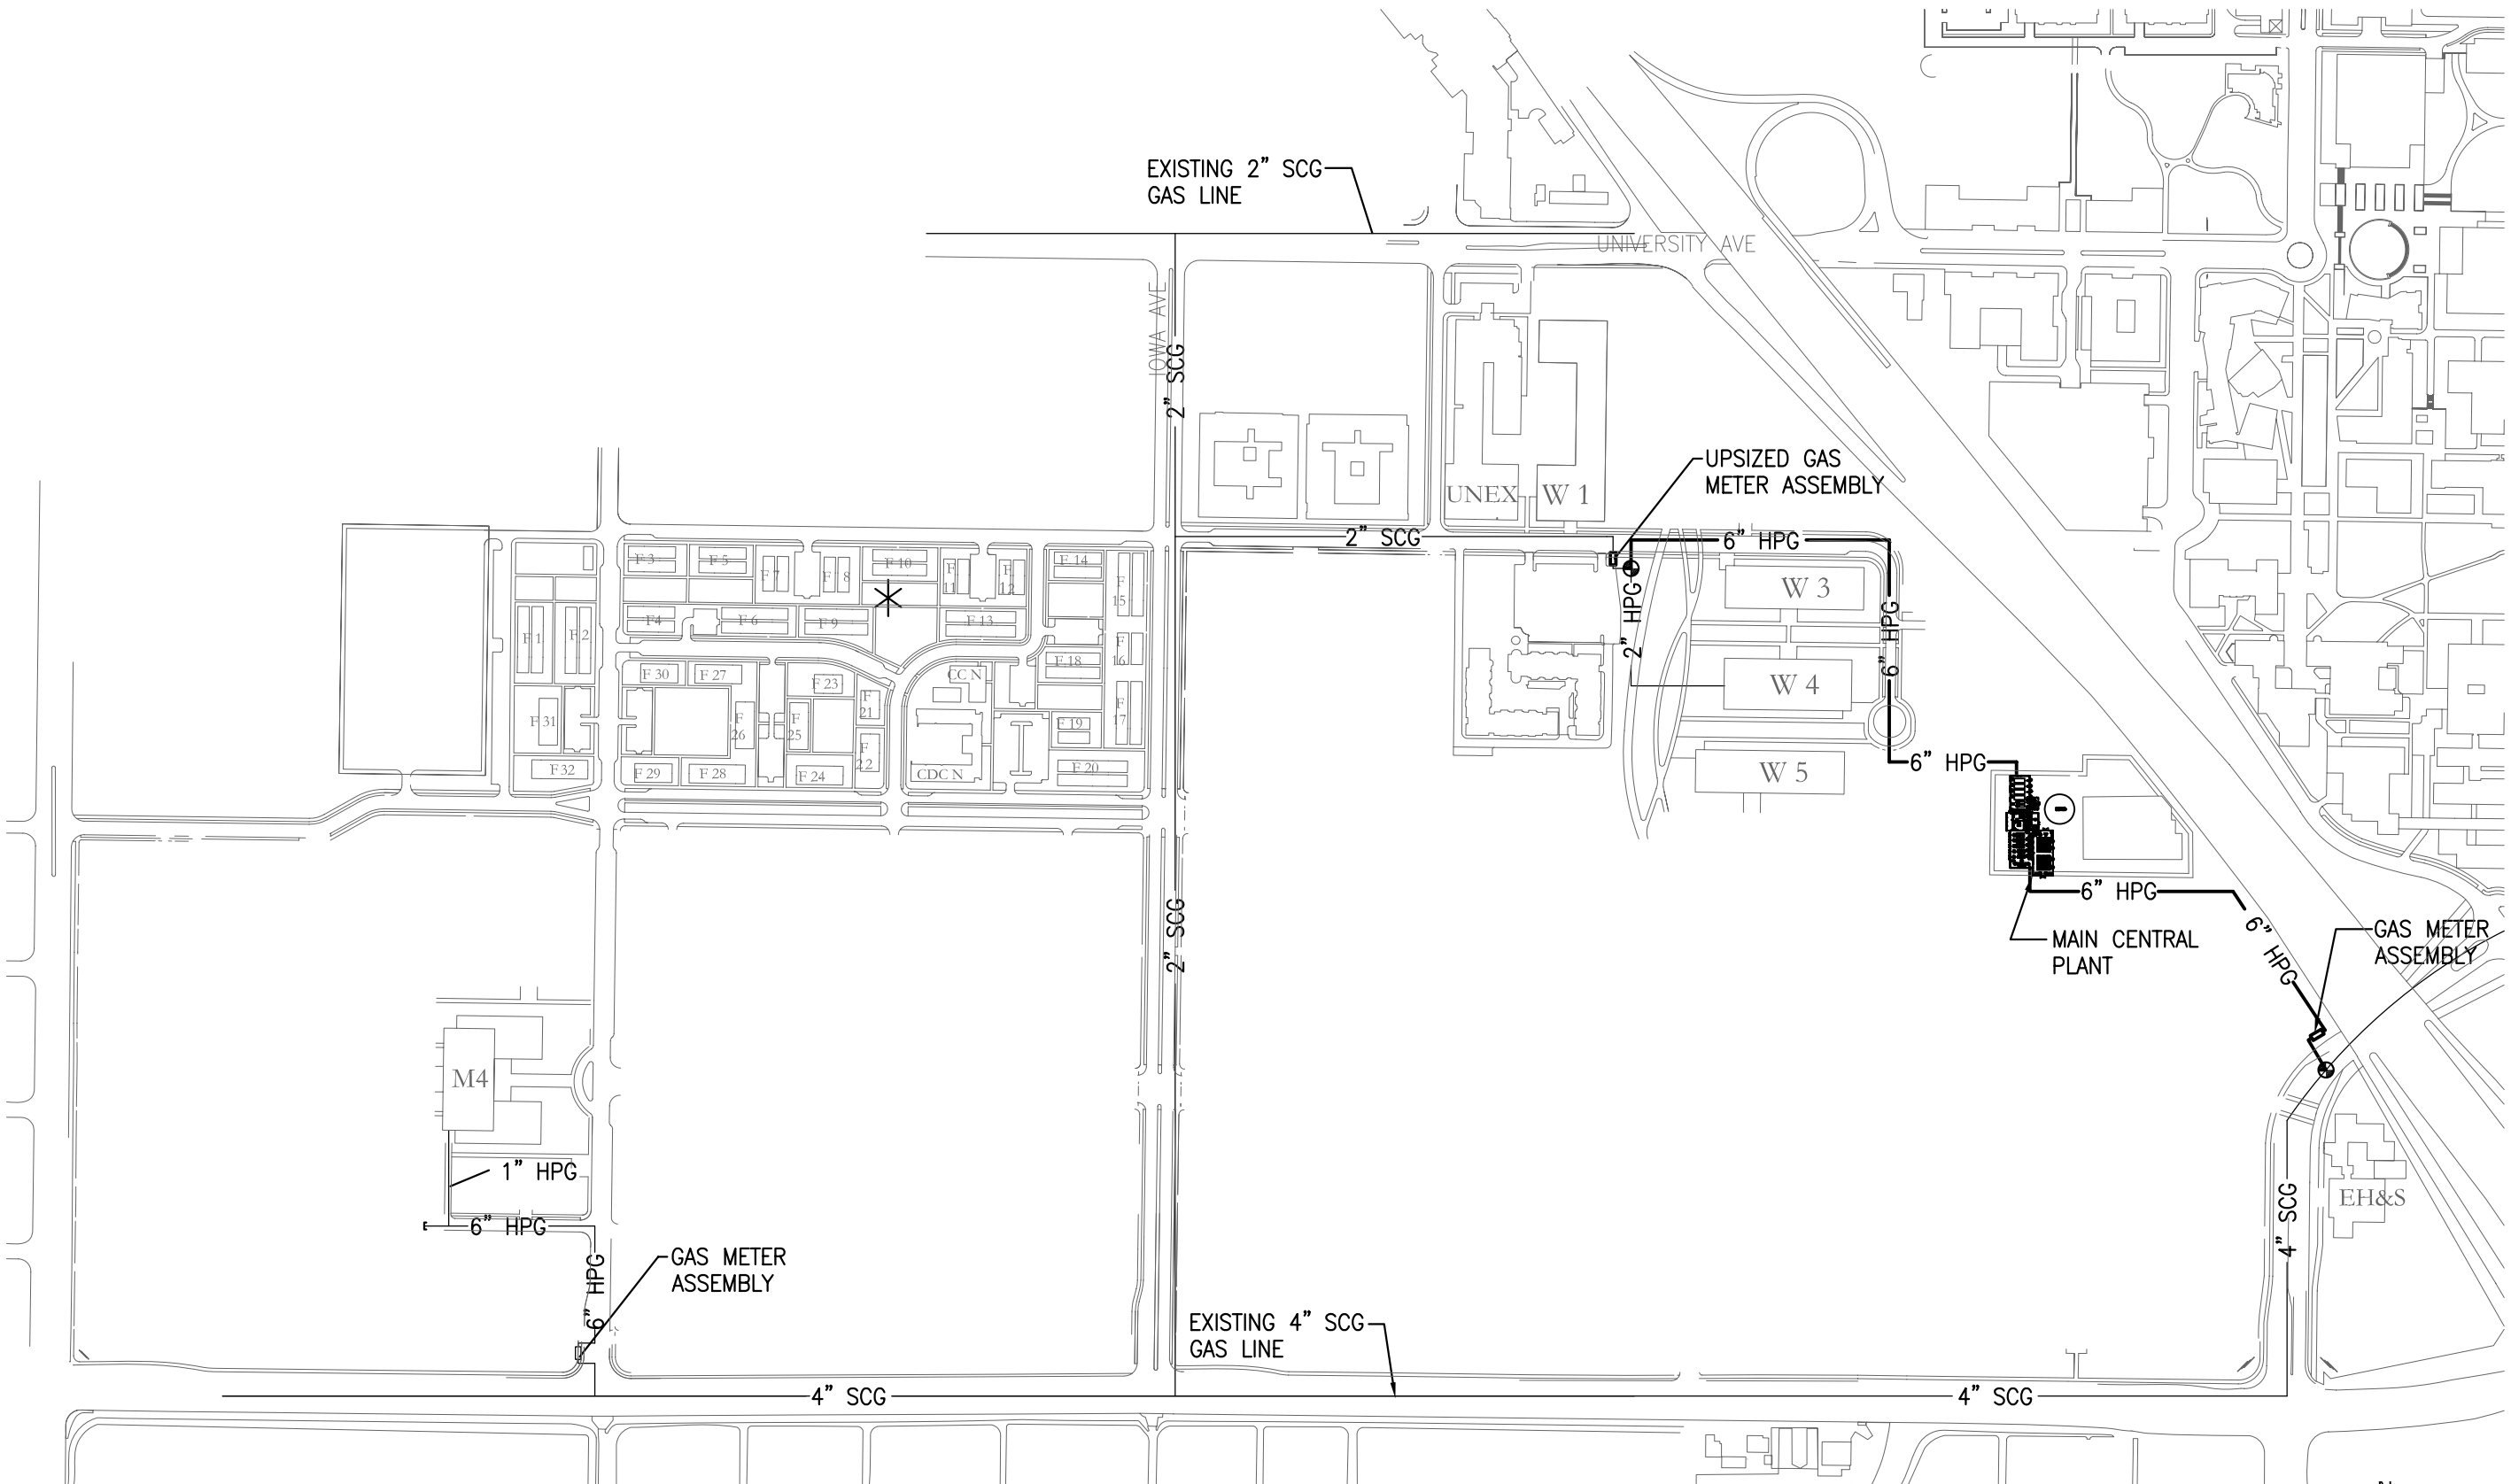 EXISTING 2" SCG
GAS LINE
UNIVERSITY AVE
IOWA AVE
2" SCG
UPSIZED GAS
METER ASSEMBLY
UNEX
W 1
2" SCG
6" HPG
F 3
F 5
F 7
F 8
F 10
F 11
F 12
F 14
F 15
W 3
2" HPG
6" HPG
F 1
F 2
F4
F 6
F 9
F 13
F 16
F 18
F 30
F 27
F 23
F 21
CC N
F 17
W 4
F 31
F 26
F 25
F 22
F 19
F 32
F 29
F 28
F 24
CDC N
F 20
W 5
6" HPG
6" HPG
2" SCG
6" HPG
MAIN CENTRAL
PLANT
GAS METER
ASSEMBLY
M4
1" HPG
6" HPG
4" SCG
EH&S
6" HPG
GAS METER
ASSEMBLY
EXISTING 4" SCG
GAS LINE
4" SCG
4" SCG